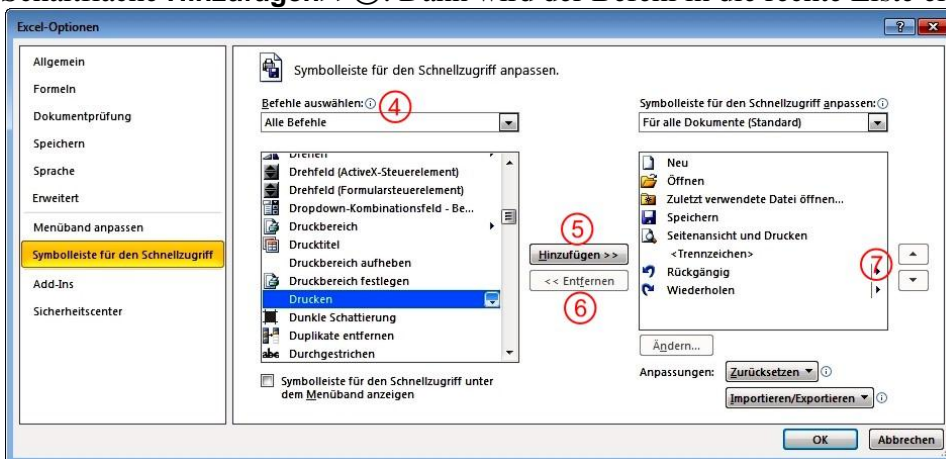 Excel-Optionen
Allgemein
Formeln
Dokumentprüfung
Speichern
Sprache
Erweitert
Menüband anpassen
Symbolleiste für den Schnellzugriff
Add-Ins
Sicherheitscenter
Symbolleiste für den Schnellzugriff anpassen.
Befehle auswählen:
4
Alle Befehle
Drehfeld (ActiveX-Steuerelement)
Drehfeld (Formularsteuerelement)
Dropdown-Kombinationsfeld - Be...
Druckbereich
Drucktitel
Druckbereich aufheben
Druckbereich festlegen
Drucken
Dunkle Schattierung
Duplikate entfernen
abc Durchgestrichen
Symbolleiste für den Schnellzugriff unter
dem Menüband anzeigen
5
Hinzufügen >>
<< Entfernen
6
Symbolleiste für den Schnellzugriff anpassen:
Für alle Dokumente (Standard)
Neu
Öffnen
Zuletzt verwendete Datei öffnen...
Speichern
Seitenansicht und Drucken
<Trennzeichen>
Rückgängig
Wiederholen
7
Ändern...
Anpassungen: Zurücksetzen
Importieren/Exportieren
OK Abbrechen